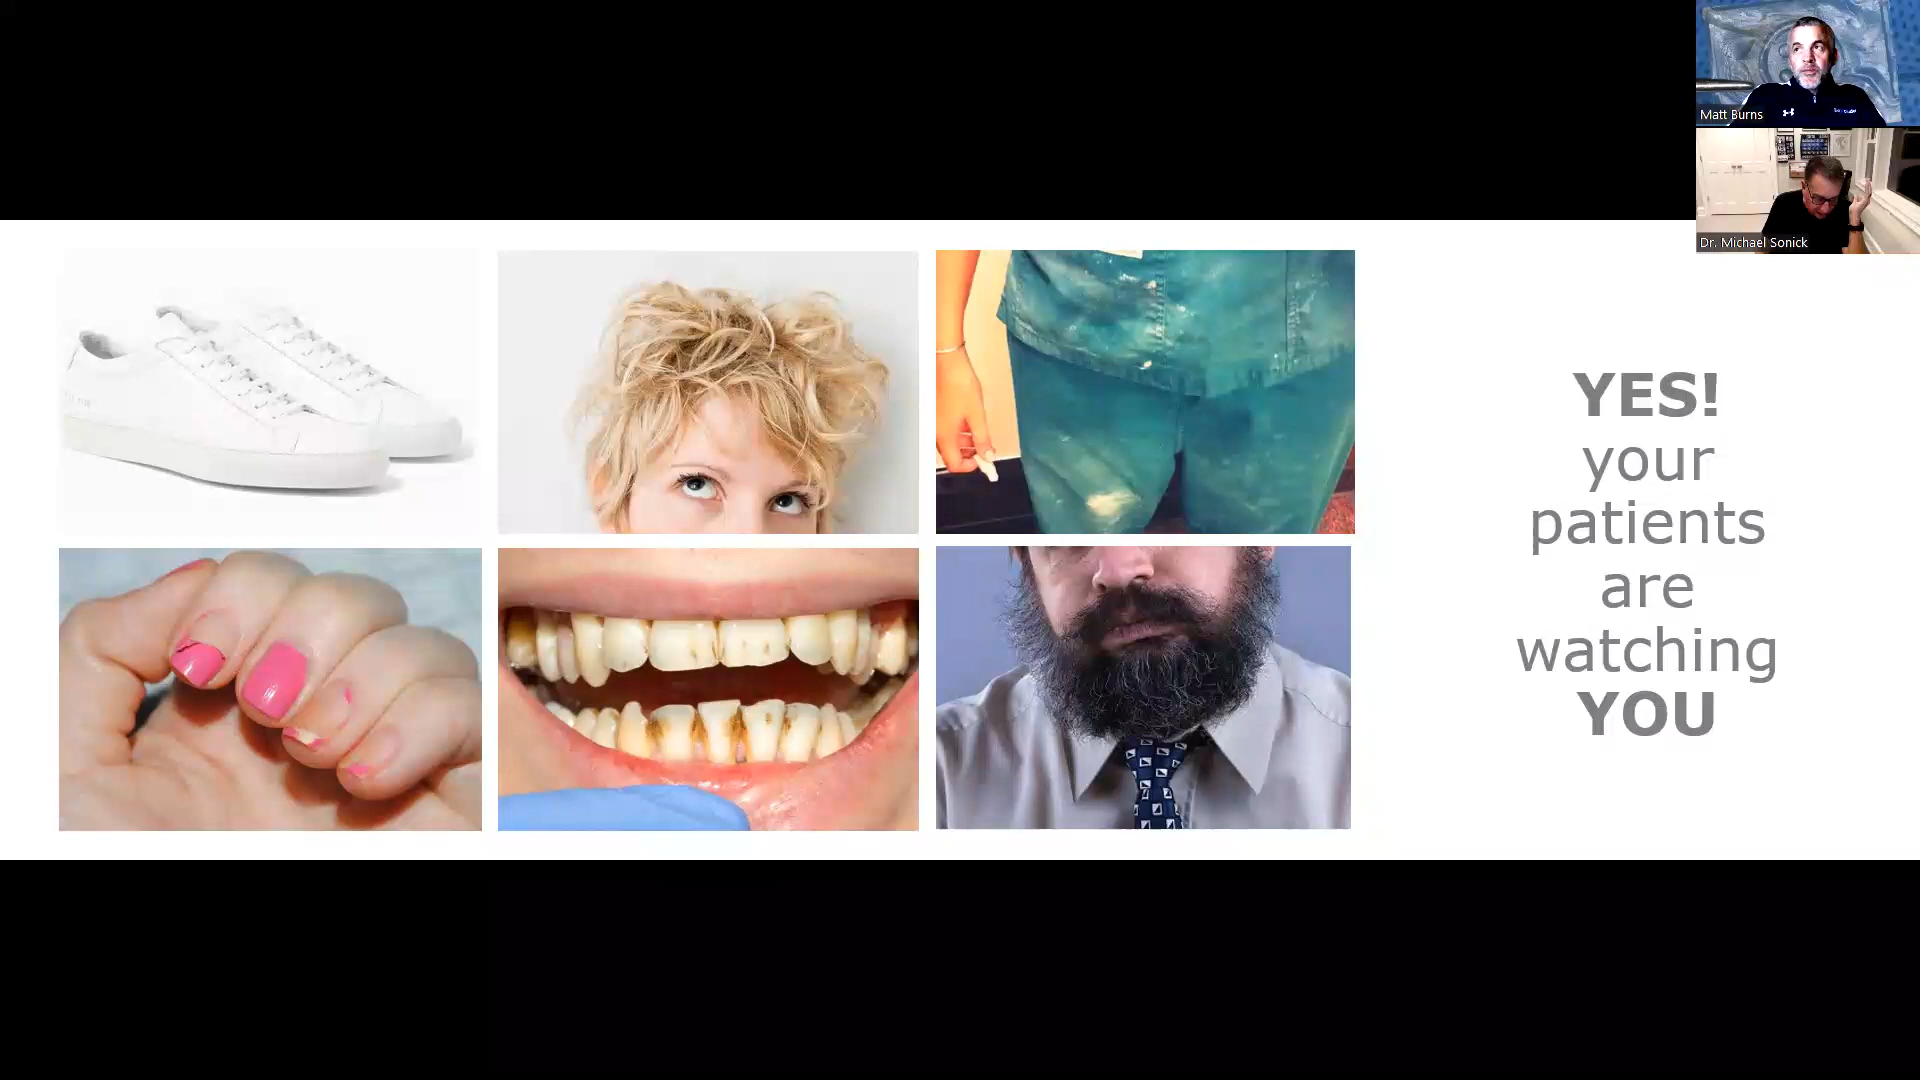 Matt Burns
Dr. Michael Sonick
YES!
your
patients
are
watching
YOU